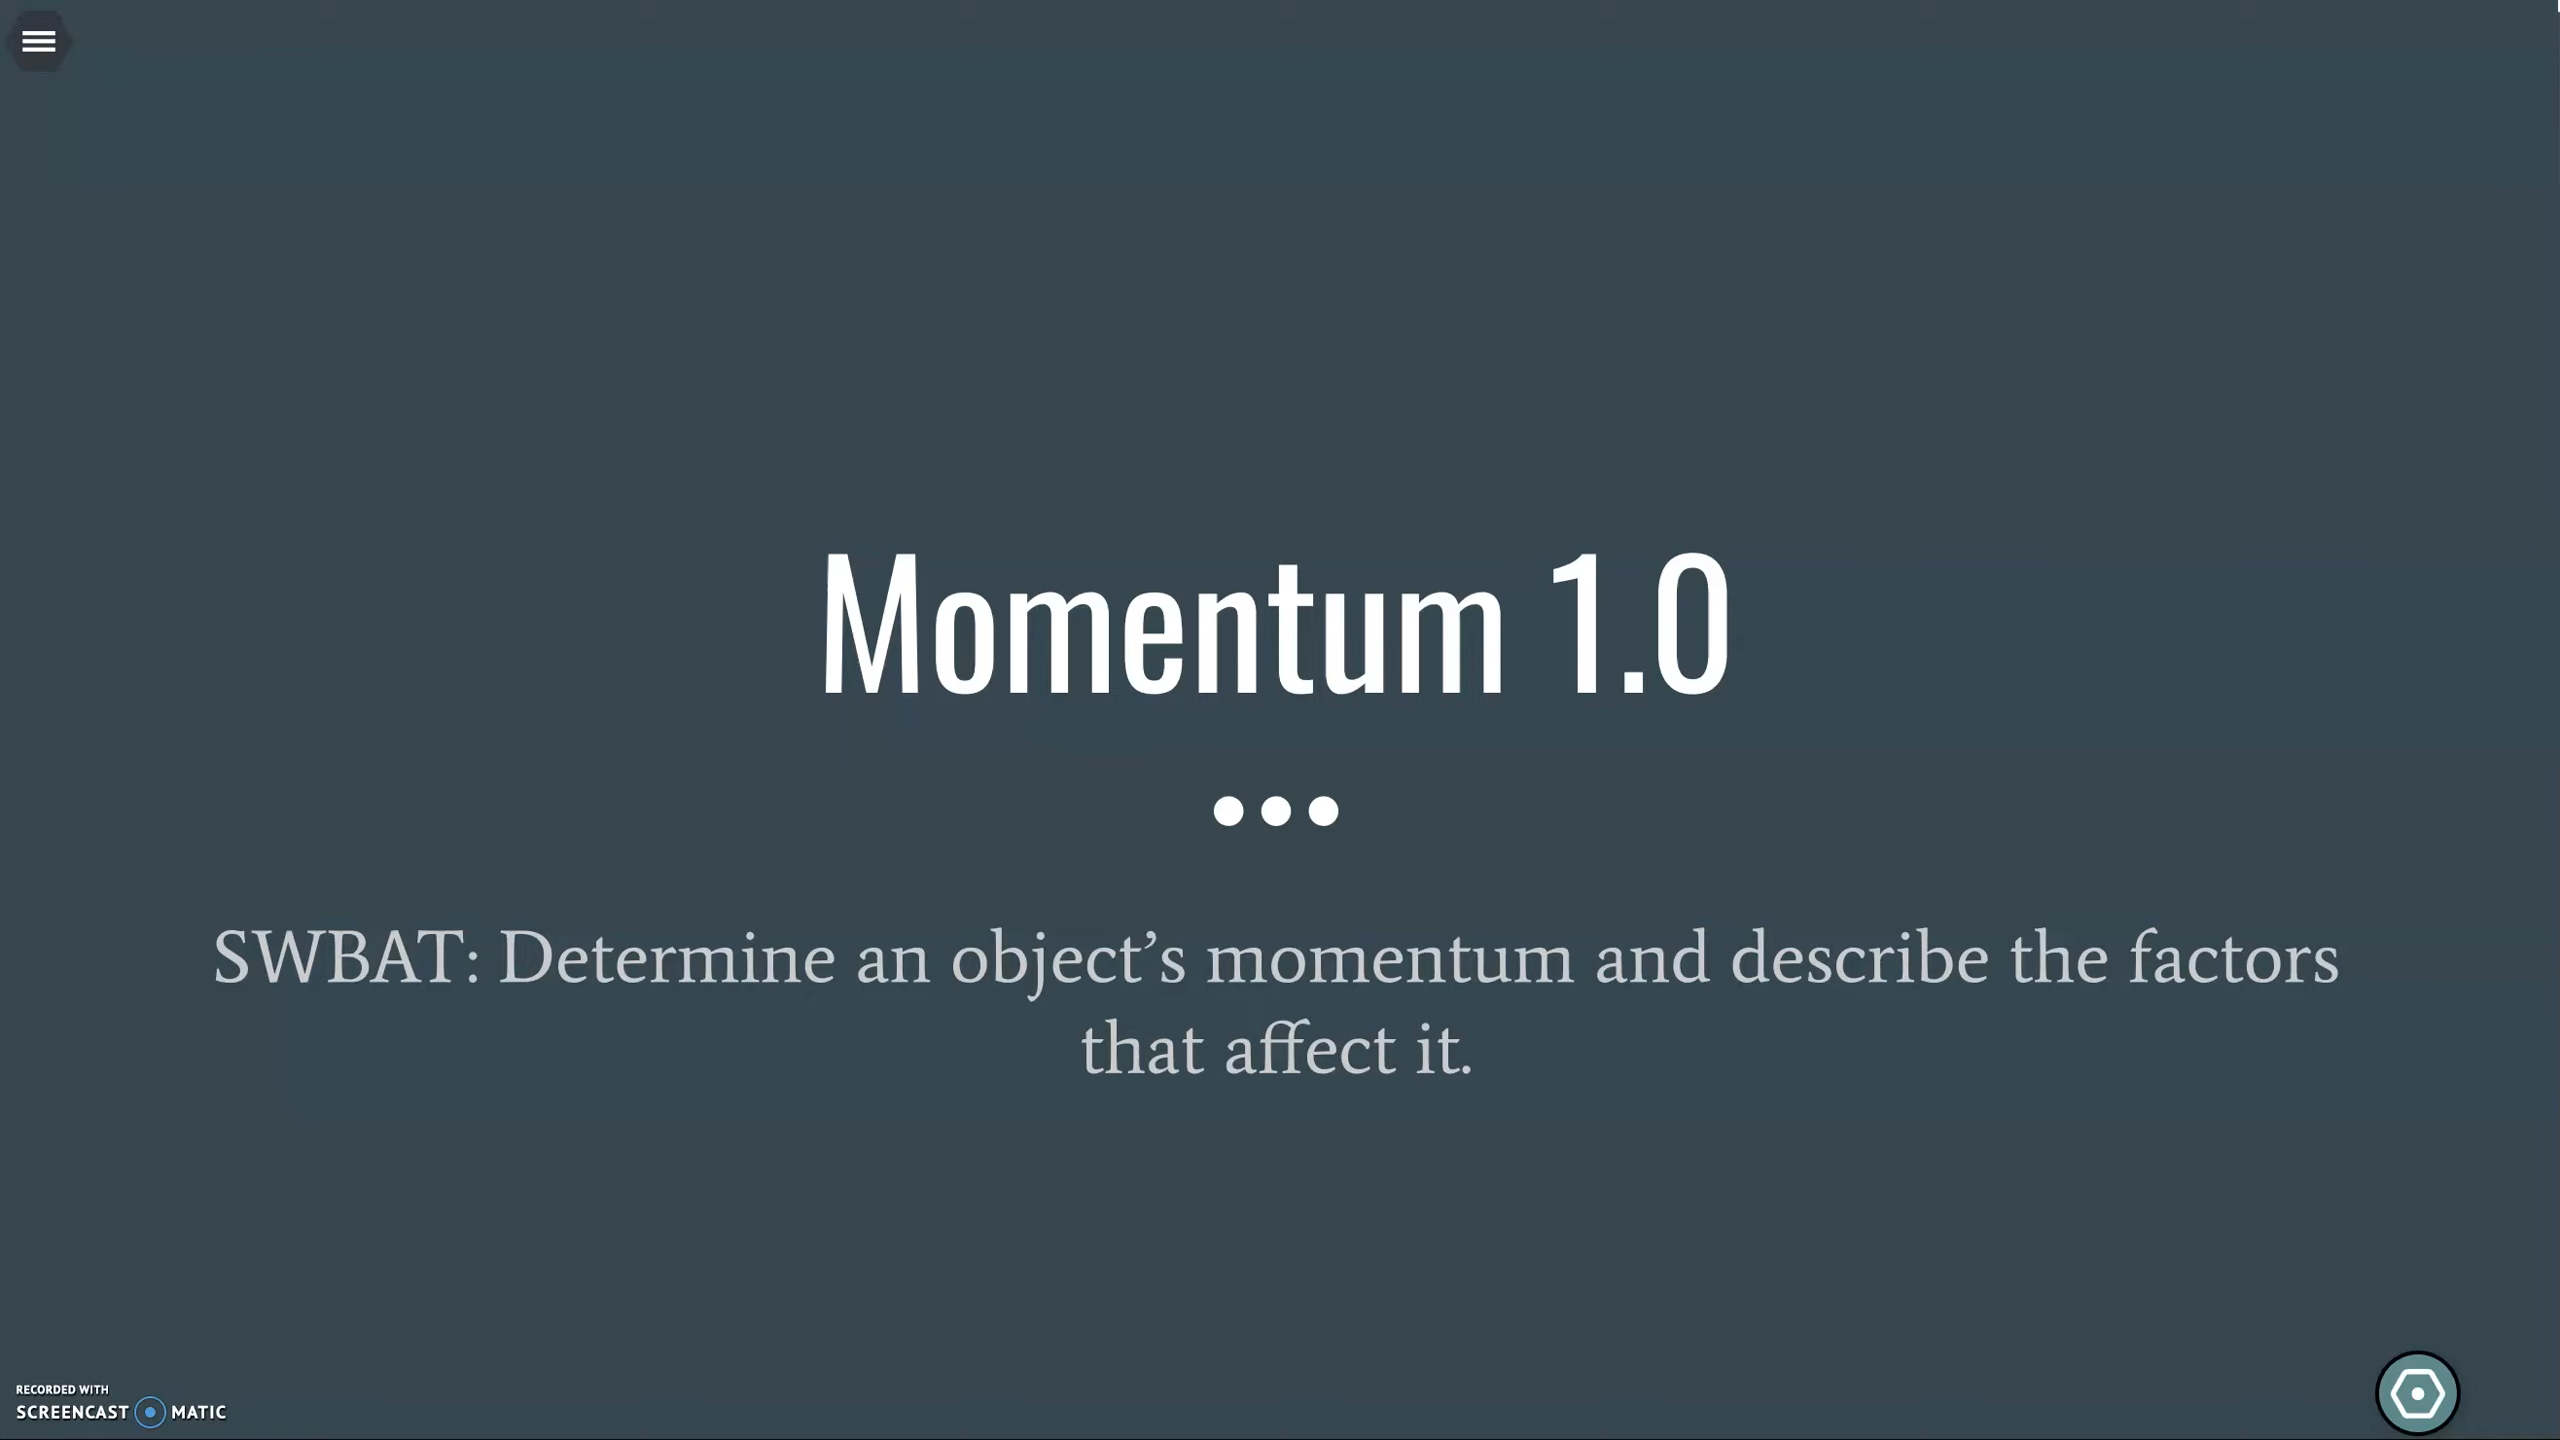 Momentum 1.0
SWBAT: Determine an object’s momentum and describe the factors
that affect it.
RECORDED WITH
SCREENCAST MATIC